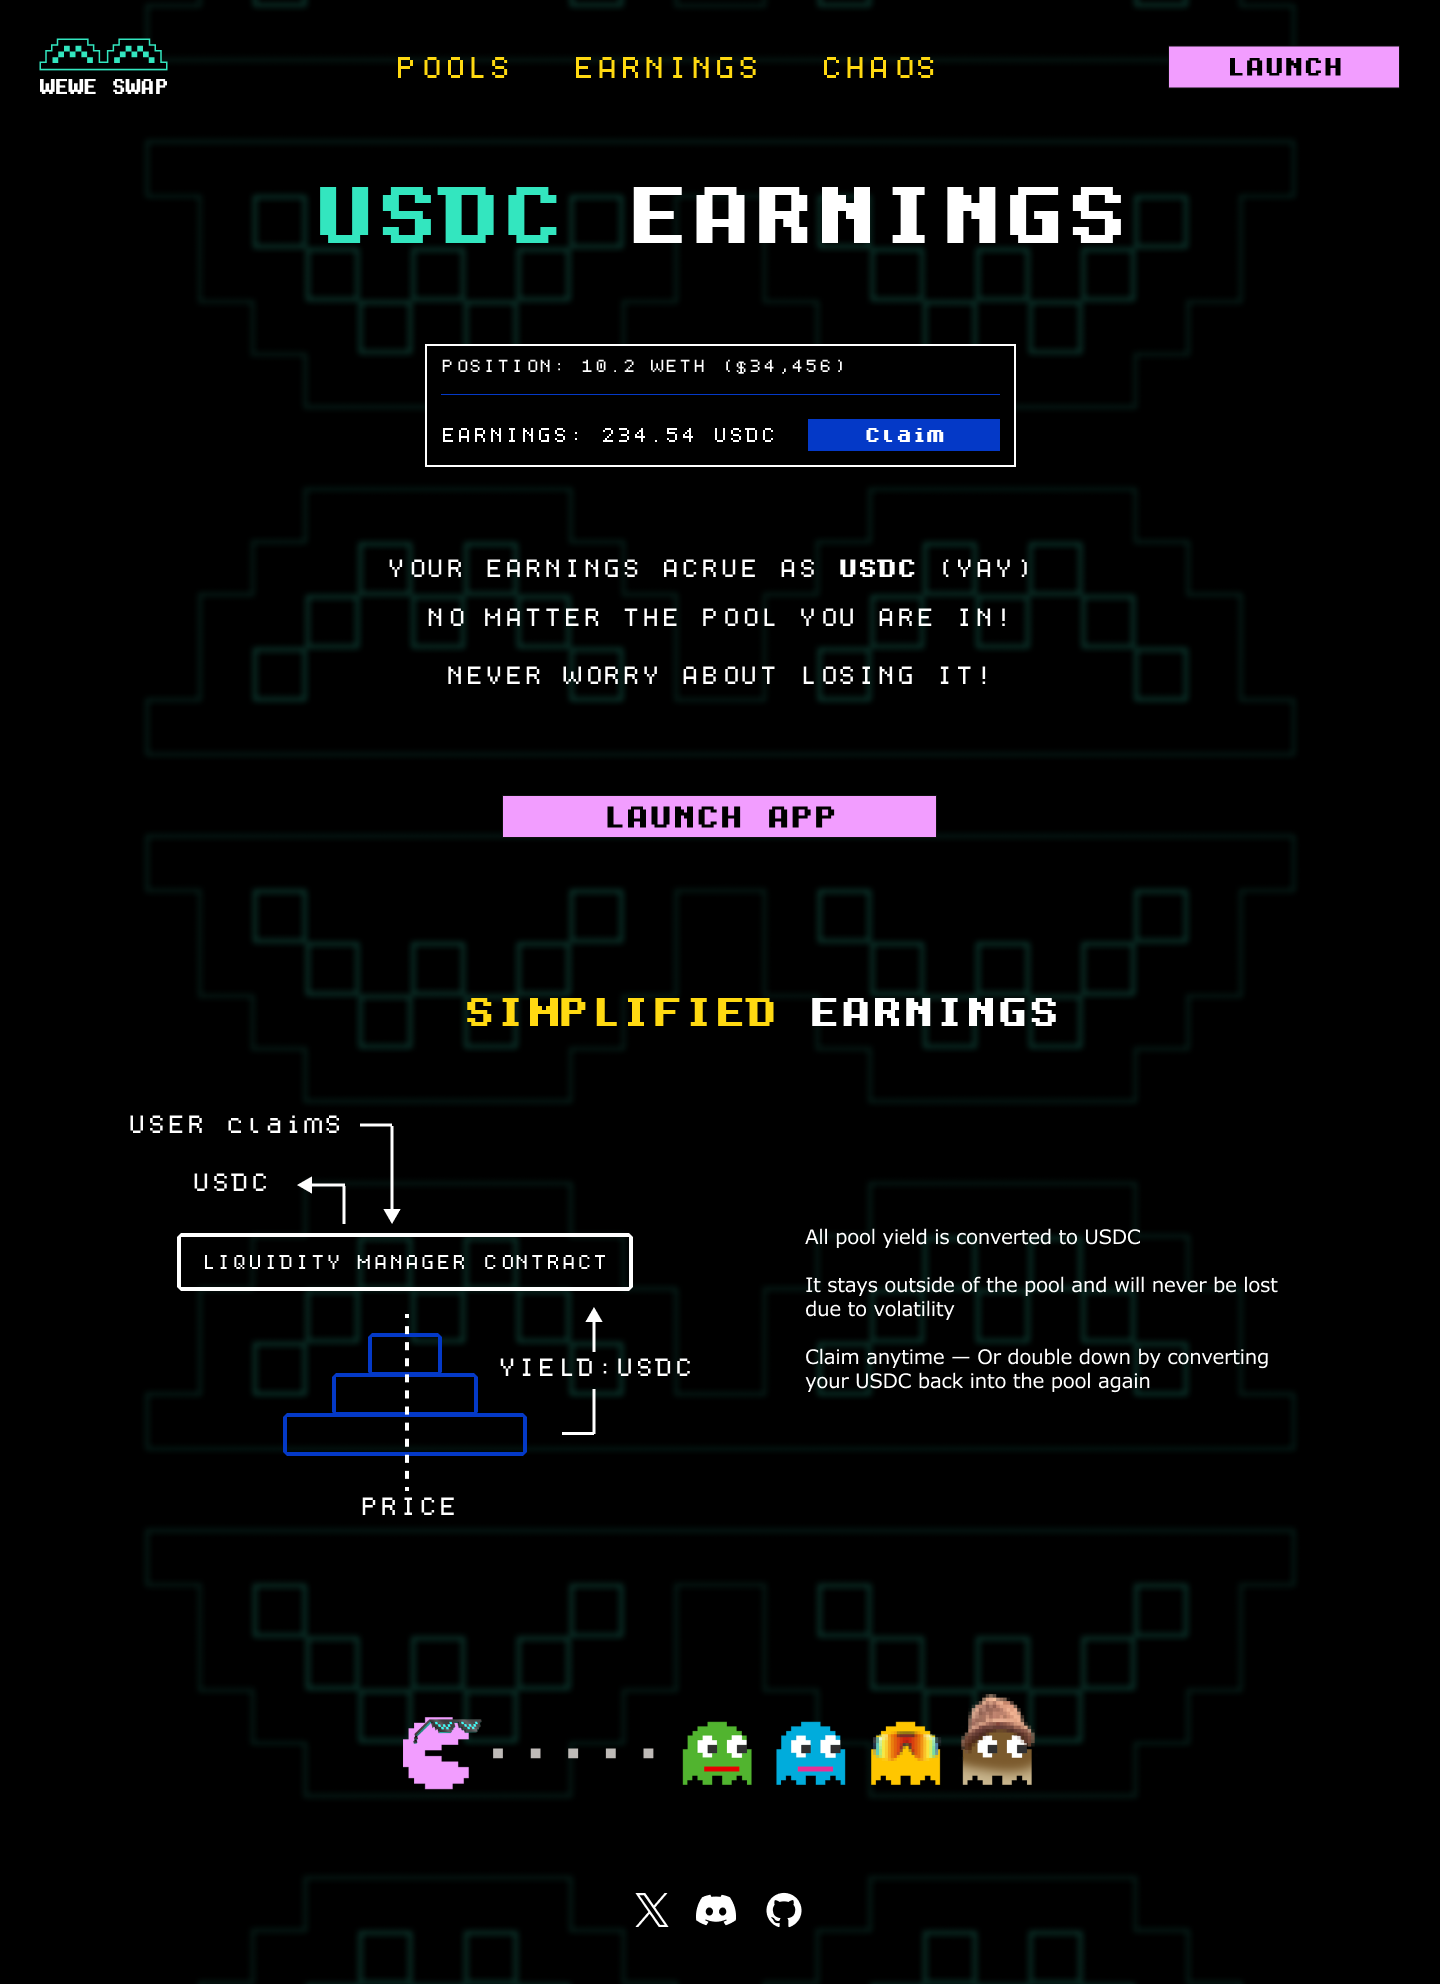 WEWE SWAP
POOLS EARNINGS CHAOS
LAUNCH
USDC EARNINGS
POSITION: 10.2 WETH ($34,456)
EARNINGS: 234.54 USDC
Claim
YOUR EARNINGS ACRUE AS USDC (YAY)
NO MATTER THE POOL YOU ARE IN!
NEVER WORRY ABOUT LOSING IT!
LAUNCH APP
SIMPLIFIED EARNINGS
USER claimS
USDC
LIQUIDITY MANAGER CONTRACT
YIELD:USDC
PRICE
All pool yield is converted to USDC
It stays outside of the pool and will never be lost
due to volatility
Claim anytime — Or double down by converting
your USDC back into the pool again